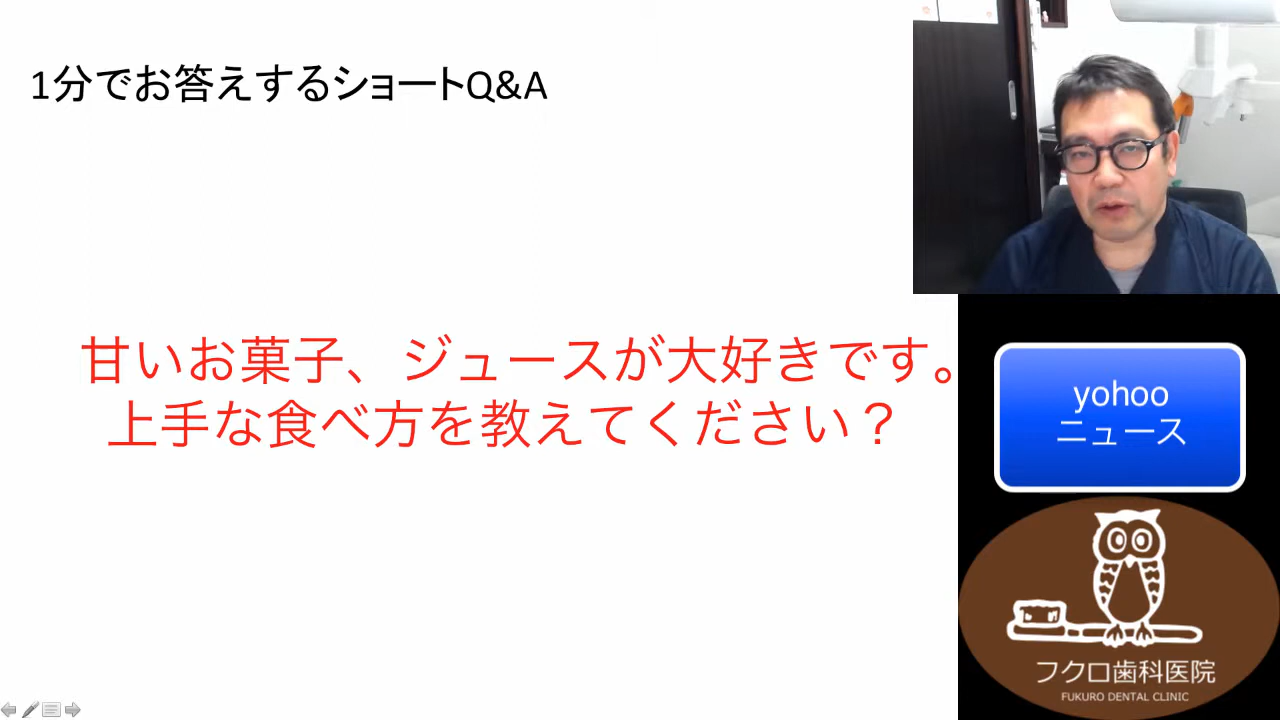 1分でお答えするショートQ&A
甘いお菓子、ジュースが大好きです。
上手な食べ方を教えてください？
yohoo
ニュース
フクロ歯科医院
FUKURO DENTAL CLINIC